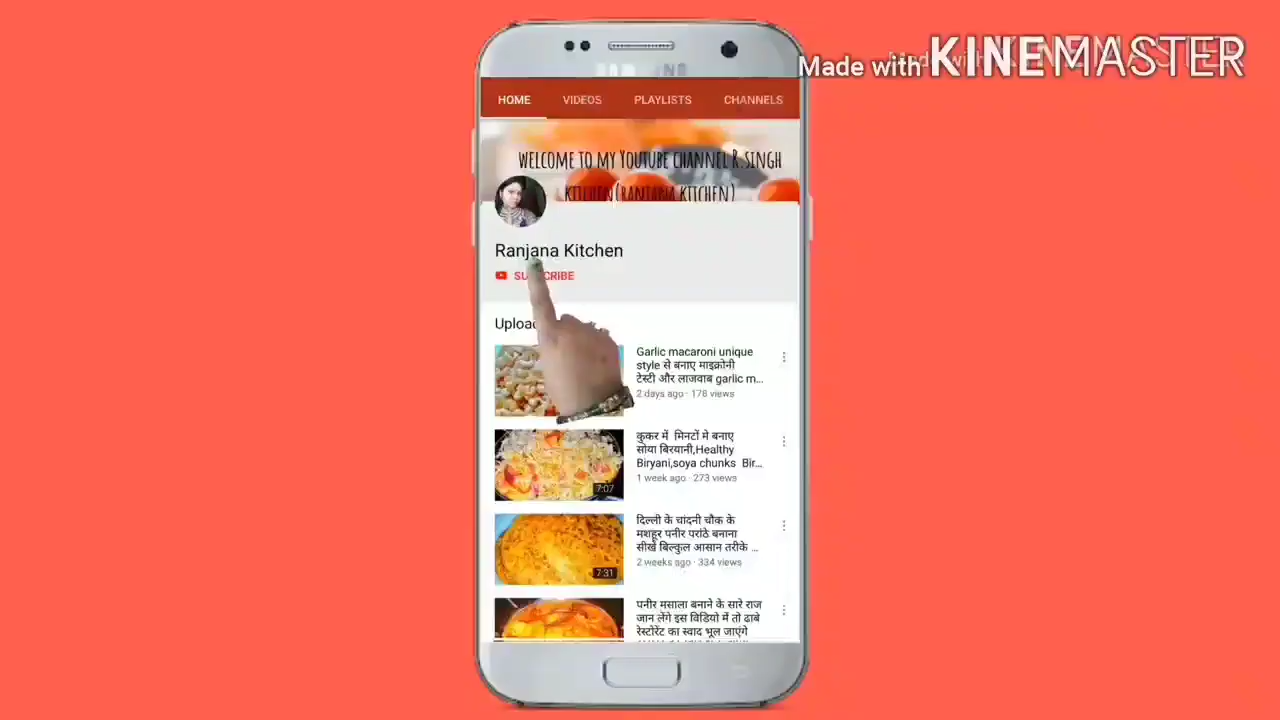 Made with KINEMASTER
HOME VIDEOS PLAYLISTS CHANNELS
WELCOME TO MY YOUTUBE CHANNEL R.SINGH
KITCHEN(RANJANA KITCHEN)
Ranjana Kitchen
Garlic macaroni unique
style से बनाए माइक्रोनी
टेस्टी और लाजवाब garlic m...
2 days ago · 178 views
कुकर में मिनटों मे बनाए
सोया बिरयानी,Healthy
Biryani,soya chunks Bir...
1 week ago · 273 views
7:07
दिल्ली के चांदनी चौक के
मशहूर पनीर परांठे बनाना
सीखें बिल्कुल आसान तरीके ...
2 weeks ago · 334 views
7:31
पनीर मसाला बनाने के सारे राज
जान लेंगे इस विडियो में तो ढाबे
रेस्टोरेंट का स्वाद भूल जाएंगे